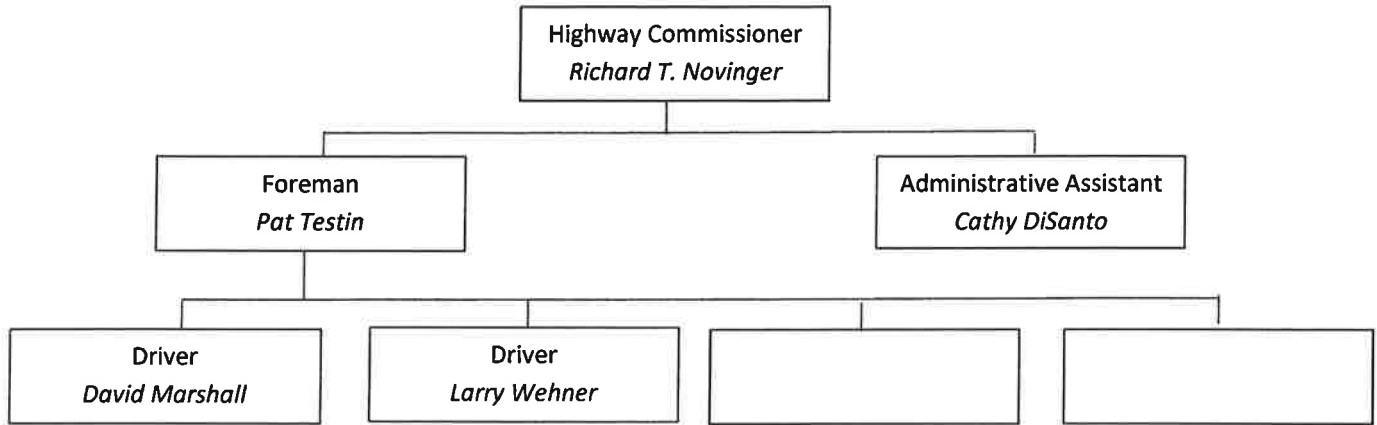 Highway Commissioner
Richard T. Novinger
Foreman
Pat Testin
Administrative Assistant
Cathy DiSanto
Driver
David Marshall
Driver
Larry Wehner